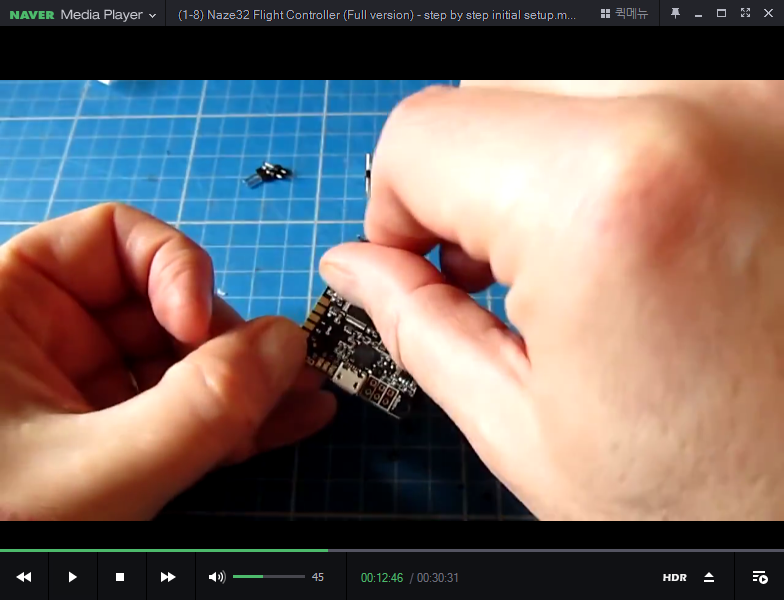 NAVER Media Player
(1-8) Naze32 Flight Controller (Full version) - step by step initial setup.m...
퀵메뉴
45
00:12:46 / 00:30:31
HDR